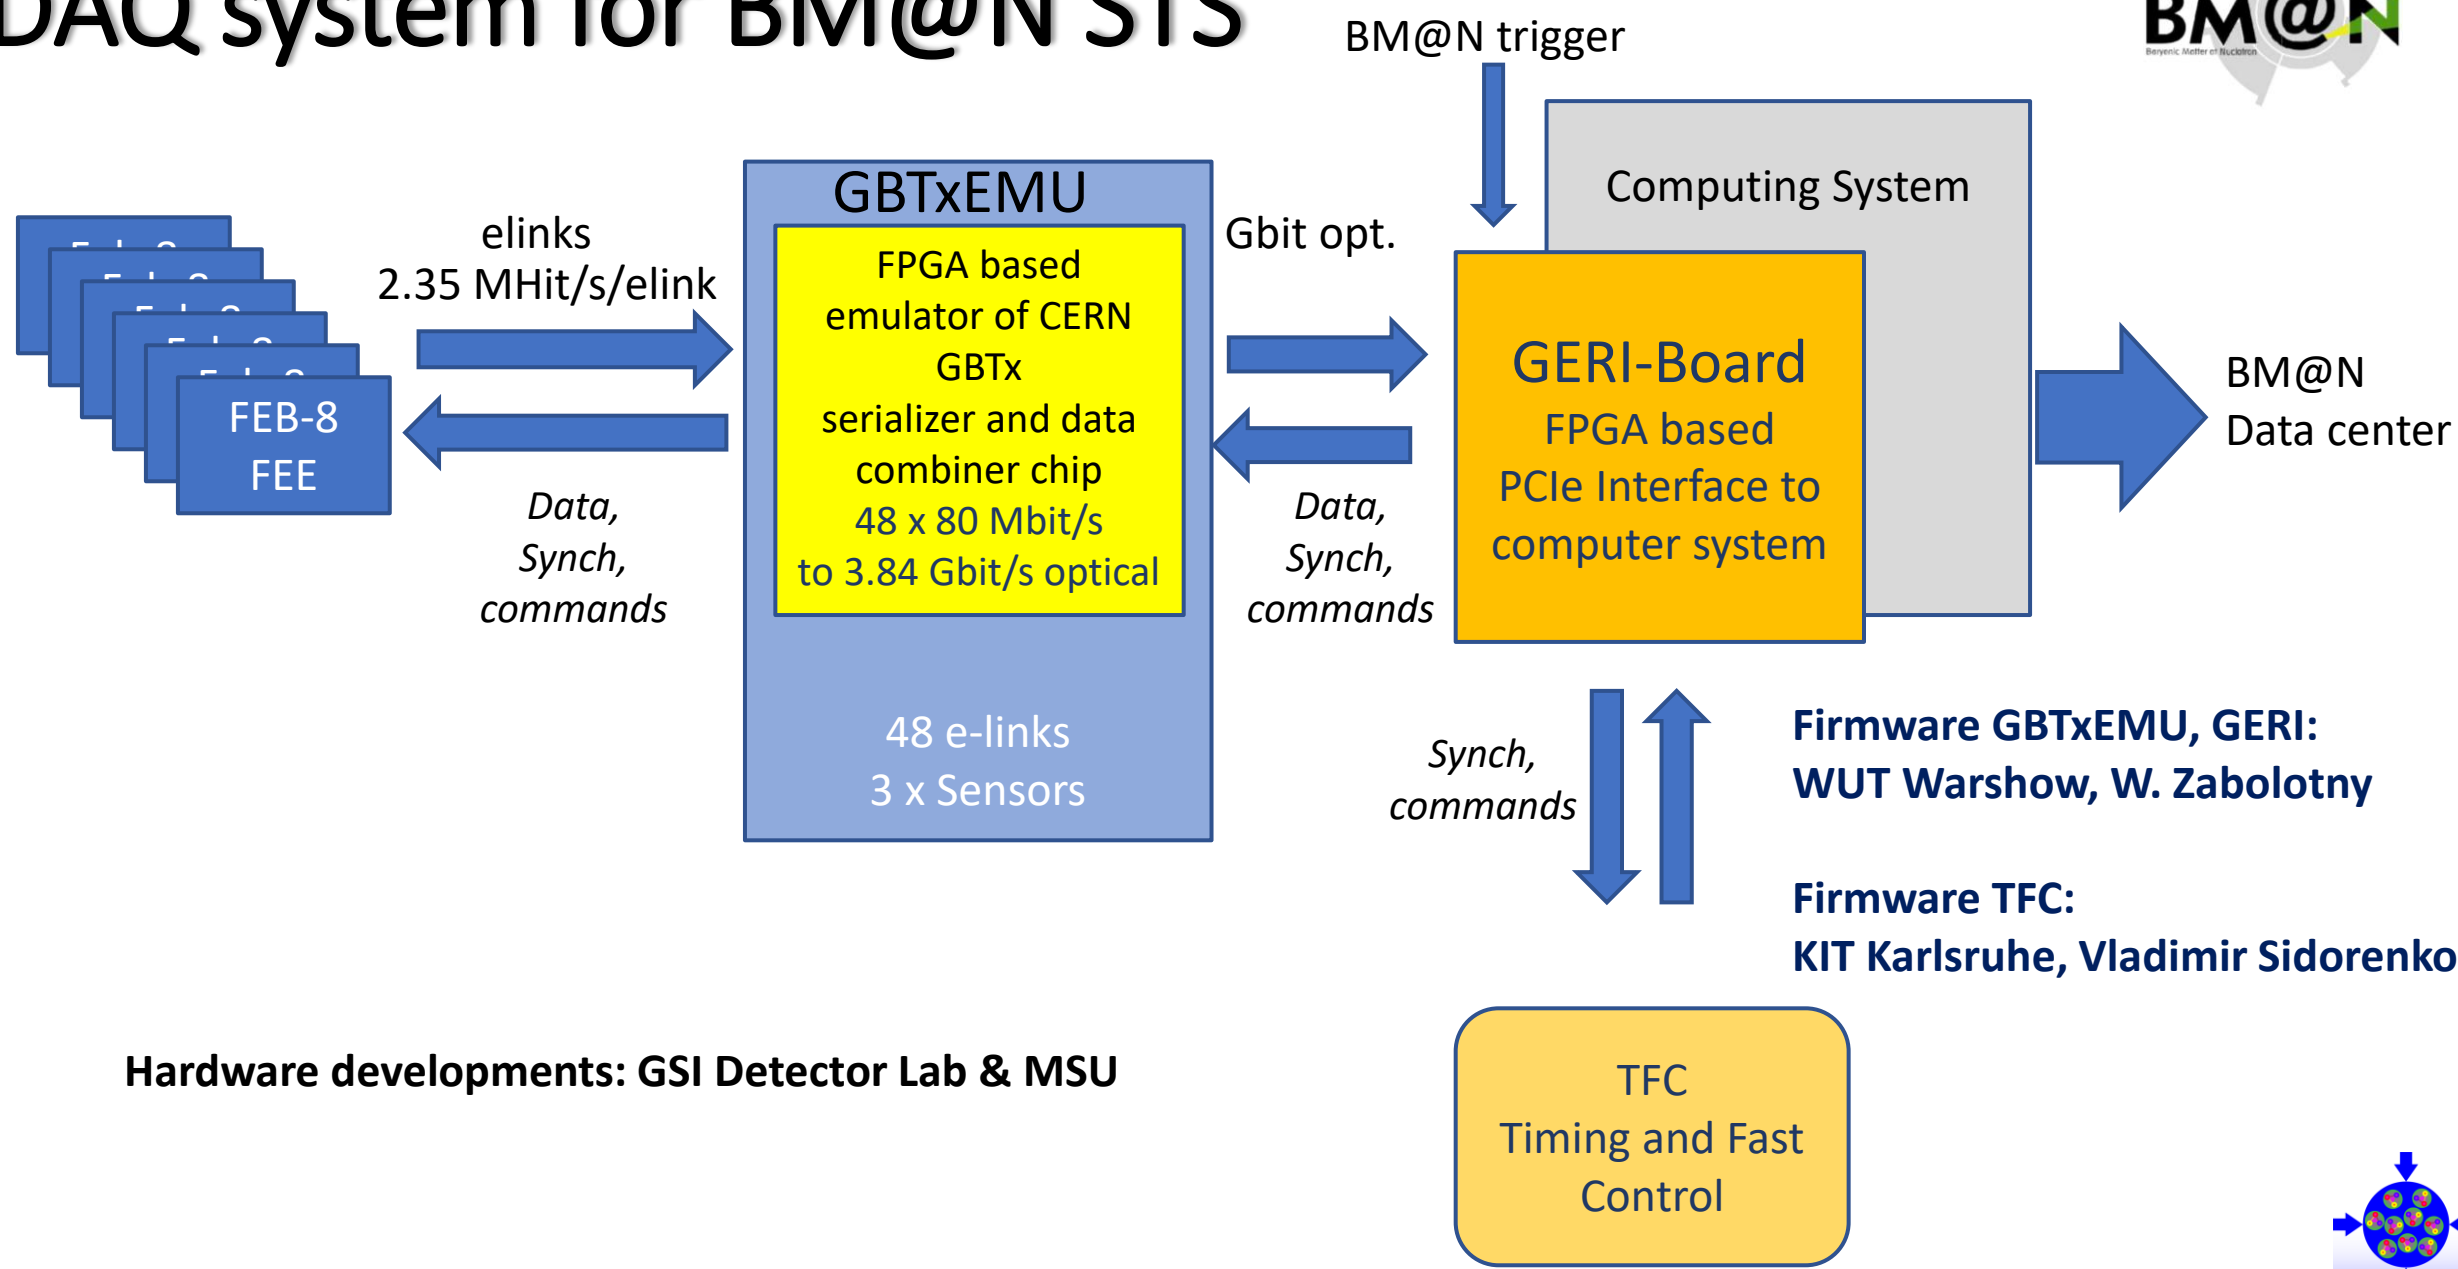 DAQ system for BM@N STS
BM@N trigger
BM@N
Computing System
GBTxEMU
elinks
2.35 MHit/s/elink
Gbit opt.
FPGA based
emulator of CERN
GBTx
serializer and data
combiner chip
48 x 80 Mbit/s
to 3.84 Gbit/s optical
FEB-8
FEE
Data,
Synch,
commands
Data,
Synch,
commands
GERI-Board
FPGA based
PCIe Interface to
computer system
BM@N
Data center
48 e-links
3 x Sensors
Synch,
commands
Firmware GBTxEMU, GERI:
WUT Warshow, W. Zabolotny
Firmware TFC:
KIT Karlsruhe, Vladimir Sidorenko
Hardware developments: GSI Detector Lab & MSU
TFC
Timing and Fast
Control